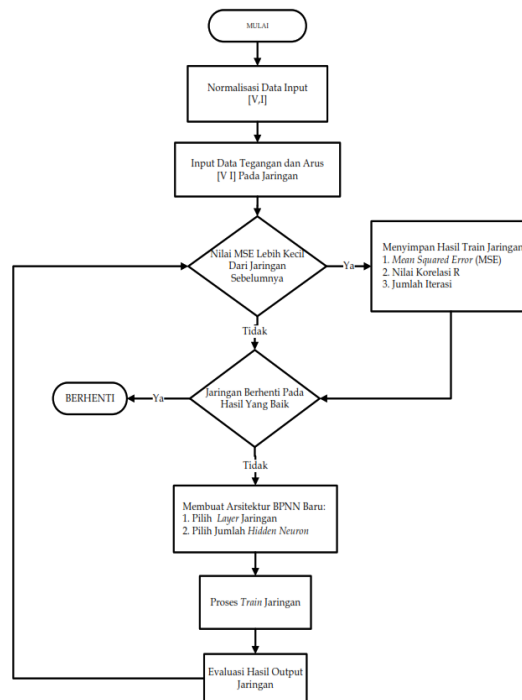 MULAI
Normalisasi Data Input
[V,I]
Input Data Tegangan dan Arus
[V I] Pada Jaringan
Nilai MSE Lebih Kecil
Dari Jaringan
Sebelumnya
Ya
Menyimpan Hasil Train Jaringan
1. Mean Squared Error (MSE)
2. Nilai Korelasi R
3. Jumlah Iterasi
Tidak
Jaringan Berhenti Pada
Hasil Yang Baik
Ya
BERHENTI
Tidak
Membuat Arsitektur BPNN Baru:
1. Pilih Layer Jaringan
2. Pilih Jumlah Hidden Neuron
Proses Train Jaringan
Evaluasi Hasil Output
Jaringan